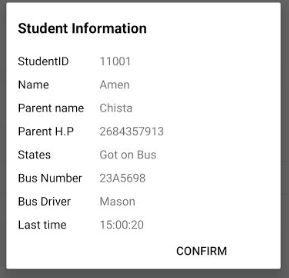 Student Information
StudentID 11001
Name Amen
Parent name Chista
Parent H.P 2684357913
States Got on Bus
Bus Number 23A5698
Bus Driver Mason
Last time 15:00:20
CONFIRM